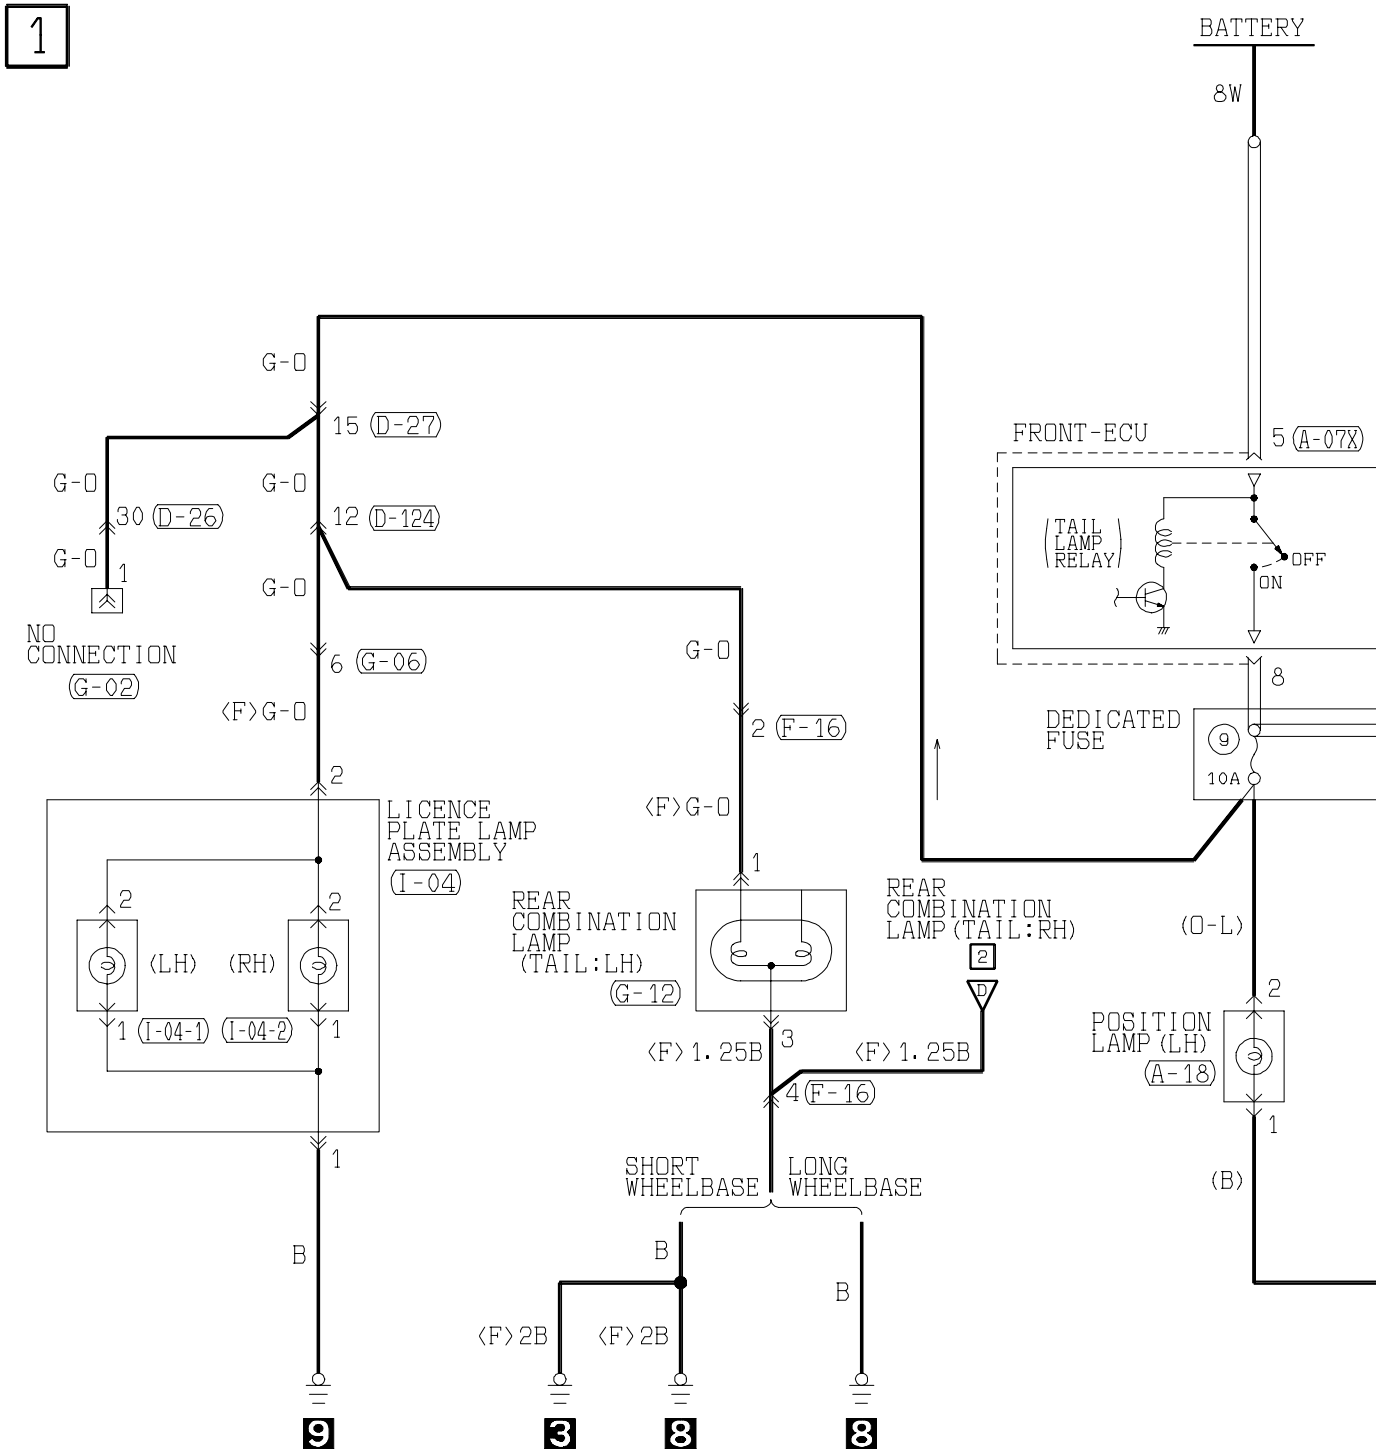 1
BATTERY
8W
G-O
15 (D-27)
FRONT-ECU
5 (A-07X)
G-O
G-O
30 (D-26)
12 (D-124)
(TAIL
LAMP
RELAY)
OFF
ON
G-O
1
G-O
NO
CONNECTION
(G-02)
6 (G-06)
G-O
8
<F>G-O
2 (F-16)
DEDICATED
FUSE
9
10A
2
<F>G-O
LICENCE
PLATE LAMP
ASSEMBLY
(I-04)
1
2
2
REAR
COMBINATION
LAMP
(TAIL:LH)
(G-12)
REAR
COMBINATION
LAMP(TAIL:RH)
2
D
(O-L)
(LH)
(RH)
2
1 (I-04-1)
(I-04-2) 1
3
<F>1.25B
<F>1.25B
POSITION
LAMP(LH)
(A-18)
4 (F-16)
1
1
SHORT
WHEELBASE
LONG
WHEELBASE
(B)
B
B
B
<F>2B
<F>2B
9
3
8
8